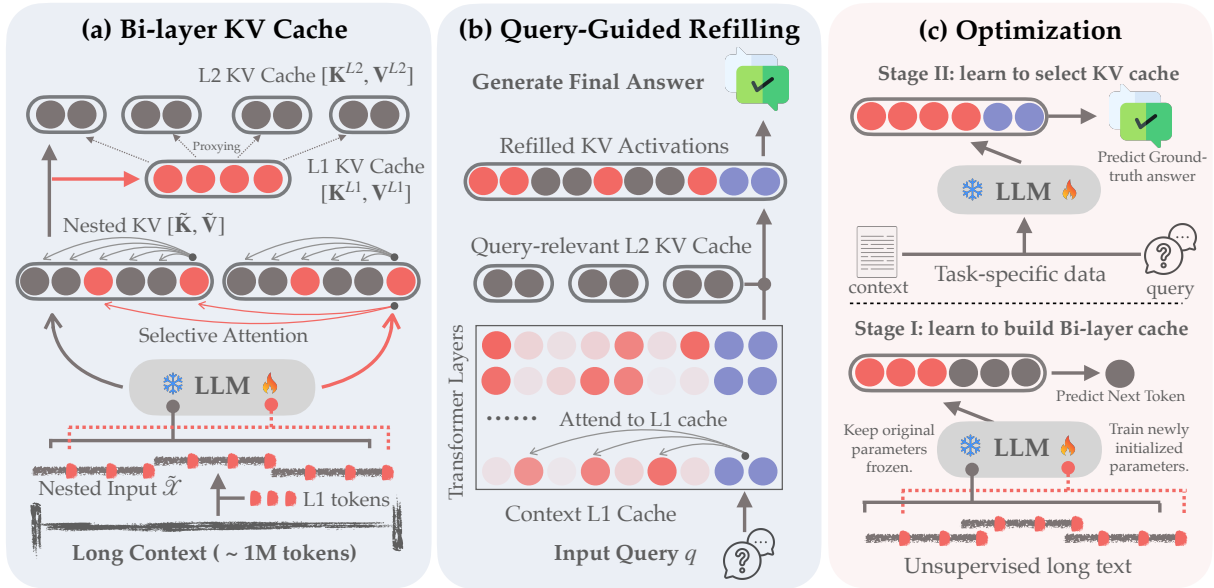 (a) Bi-layer KV Cache
L2 KV Cache [K^{L2}, V^{L2}]
Proxying
L1 KV Cache
[K^{L1}, V^{L1}]
Nested KV [K̃, Ṽ]
Selective Attention
LLM
Nested Input 𝒳̃
L1 tokens
Long Context ( ~ 1M tokens)
(b) Query-Guided Refilling
Generate Final Answer
Refilled KV Activations
Query-relevant L2 KV Cache
Transformer Layers
Attend to L1 cache
Context L1 Cache
Input Query q
(c) Optimization
Stage II: learn to select KV cache
Predict Ground-
truth answer
LLM
context
Task-specific data
query
Stage I: learn to build Bi-layer cache
Predict Next Token
Keep original
parameters
frozen.
LLM
Train newly
initialized
parameters.
Unsupervised long text